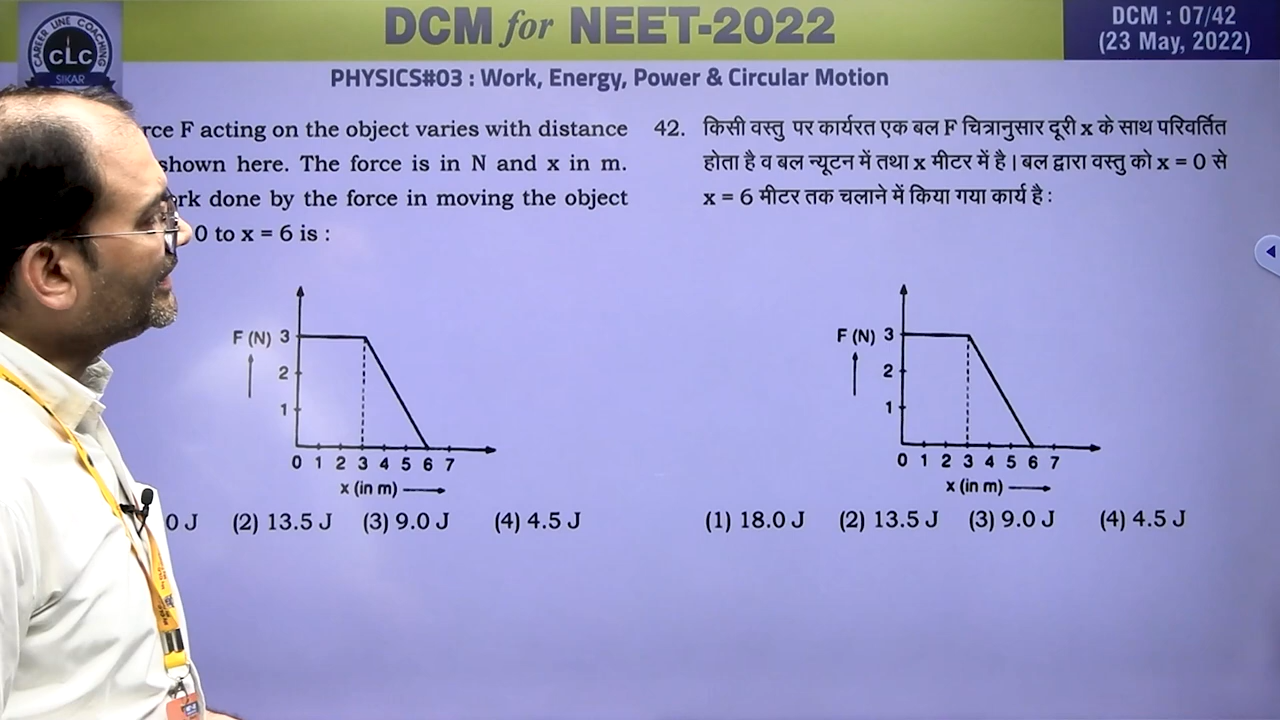 DCM for NEET-2022
DCM : 07/42
(23 May, 2022)
CAREER LINE COACHING
CLC
SIKAR
PHYSICS#03 : Work, Energy, Power & Circular Motion
rce F acting on the object varies with distance
shown here. The force is in N and x in m.
rk done by the force in moving the object
0 to x = 6 is :
F (N) 3
2
1
0 1 2 3 4 5 6 7
x (in m)
0 J (2) 13.5 J (3) 9.0 J (4) 4.5 J
42. किसी वस्तु पर कार्यरत एक बल F चित्रानुसार दूरी x के साथ परिवर्तित
होता है व बल न्यूटन में तथा x मीटर में है। बल द्वारा वस्तु को x = 0 से
x = 6 मीटर तक चलाने में किया गया कार्य है :
F (N) 3
2
1
0 1 2 3 4 5 6 7
x (in m)
(1) 18.0 J (2) 13.5 J (3) 9.0 J (4) 4.5 J